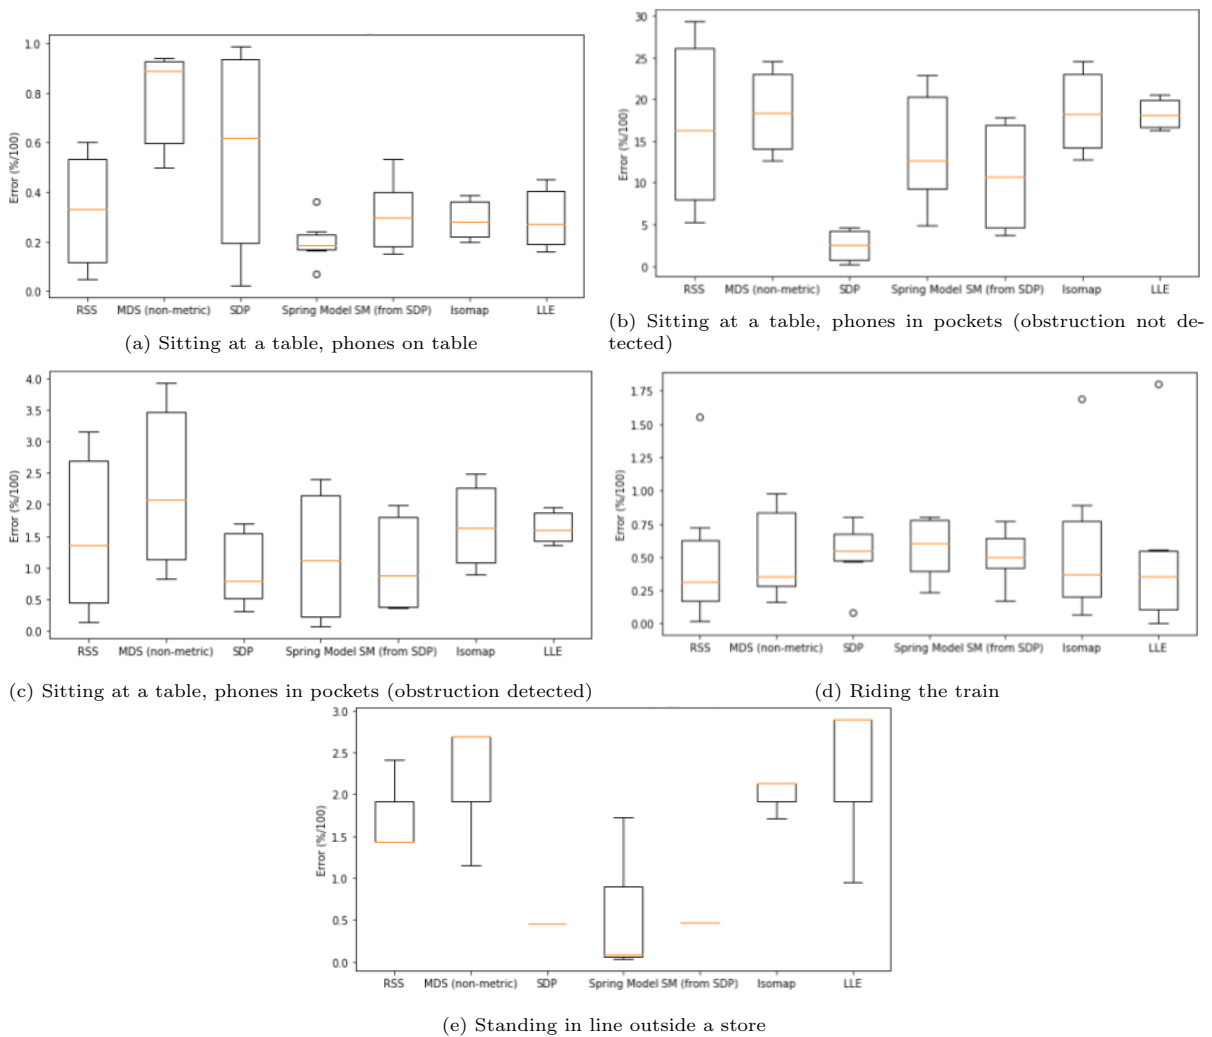 1.0
0.8
0.6
0.4
0.2
0.0
Error (%/100)
RSS MDS (non-metric) SDP Spring Model SM (from SDP) Isomap LLE
(a) Sitting at a table, phones on table
30
25
20
15
10
5
0
Error (%/100)
RSS MDS (non-metric) SDP Spring Model SM (from SDP) Isomap LLE
(b) Sitting at a table, phones in pockets (obstruction not de-
tected)
4.0
3.5
3.0
2.5
2.0
1.5
1.0
0.5
0.0
Error (%/100)
RSS MDS (non-metric) SDP Spring Model SM (from SDP) Isomap LLE
(c) Sitting at a table, phones in pockets (obstruction detected)
1.75
1.50
1.25
1.00
0.75
0.50
0.25
0.00
Error (%/100)
RSS MDS (non-metric) SDP Spring Model SM (from SDP) Isomap LLE
(d) Riding the train
3.0
2.5
2.0
1.5
1.0
0.5
0.0
Error (%/100)
RSS MDS (non-metric) SDP Spring Model SM (from SDP) Isomap LLE
(e) Standing in line outside a store